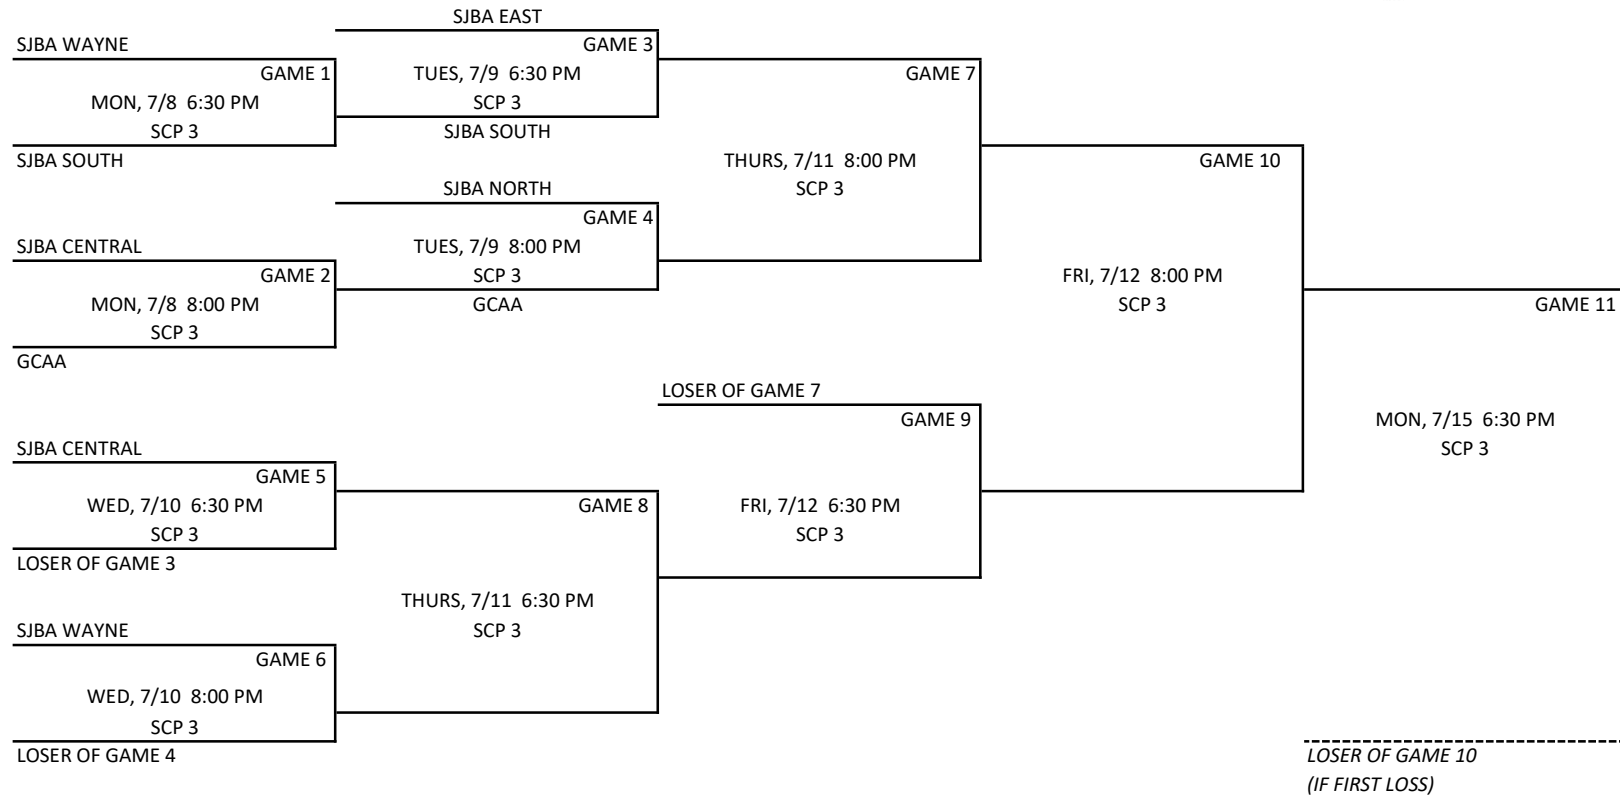 SJBA EAST
SJBA WAYNE
GAME 3
GAME 1
TUES, 7/9 6:30 PM
GAME 7
MON, 7/8 6:30 PM
SCP 3
SCP 3
SJBA SOUTH
SJBA SOUTH
THURS, 7/11 8:00 PM
GAME 10
SJBA NORTH
SCP 3
GAME 4
SJBA CENTRAL
TUES, 7/9 8:00 PM
GAME 2
SCP 3
FRI, 7/12 8:00 PM
MON, 7/8 8:00 PM
GCAA
SCP 3
GAME 11
SCP 3
GCAA
LOSER OF GAME 7
GAME 9
MON, 7/15 6:30 PM
SJBA CENTRAL
SCP 3
GAME 5
WED, 7/10 6:30 PM
GAME 8
FRI, 7/12 6:30 PM
SCP 3
SCP 3
LOSER OF GAME 3
THURS, 7/11 6:30 PM
SJBA WAYNE
SCP 3
GAME 6
WED, 7/10 8:00 PM
SCP 3
LOSER OF GAME 4
LOSER OF GAME 10
(IF FIRST LOSS)